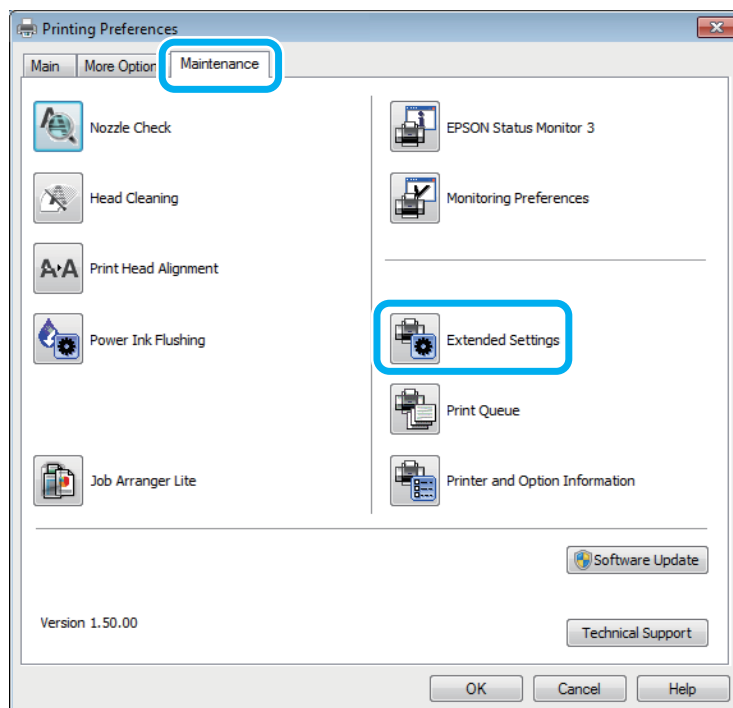 Printing Preferences
Main
More Option
Maintenance
Nozzle Check
Head Cleaning
Print Head Alignment
Power Ink Flushing
Job Arranger Lite
EPSON Status Monitor 3
Monitoring Preferences
Extended Settings
Print Queue
Printer and Option Information
Software Update
Version 1.50.00
Technical Support
OK
Cancel
Help